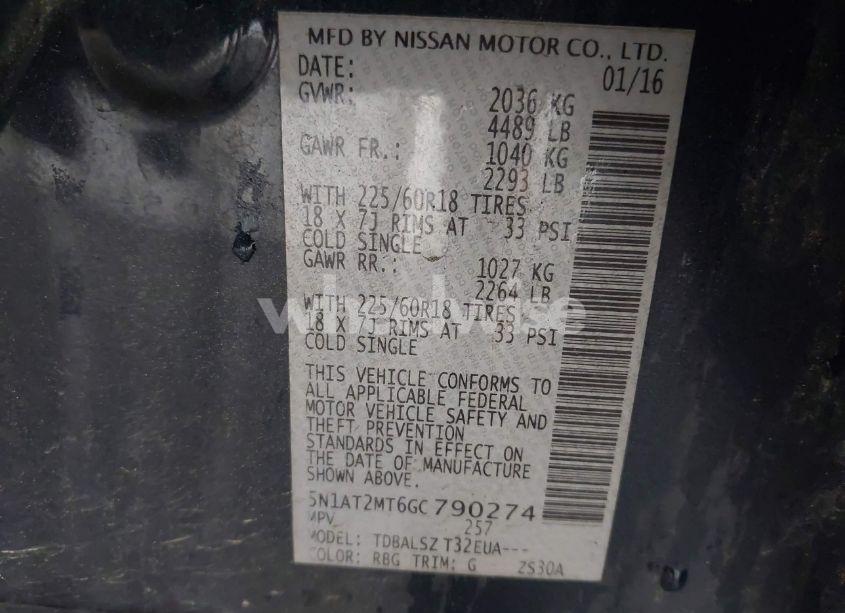 MFD BY NISSAN MOTOR CO., LTD.
DATE: 01/16
GVWR: 2036 KG
4489 LB
GAWR FR.: 1040 KG
2293 LB
WITH 225/60R18 TIRES
18 X 7J RIMS AT 33 PSI
COLD SINGLE
GAWR RR.: 1027 KG
2264 LB
WITH 225/60R18 TIRES
18 X 7J RIMS AT 33 PSI
COLD SINGLE
THIS VEHICLE CONFORMS TO
ALL APPLICABLE FEDERAL
MOTOR VEHICLE SAFETY AND
THEFT PREVENTION
STANDARDS IN EFFECT ON
THE DATE OF MANUFACTURE
SHOWN ABOVE.
5N1AT2MT6GC790274
MPV 257
MODEL: TDBALSZ T32EUA---
COLOR: RBG TRIM: G ZS30A